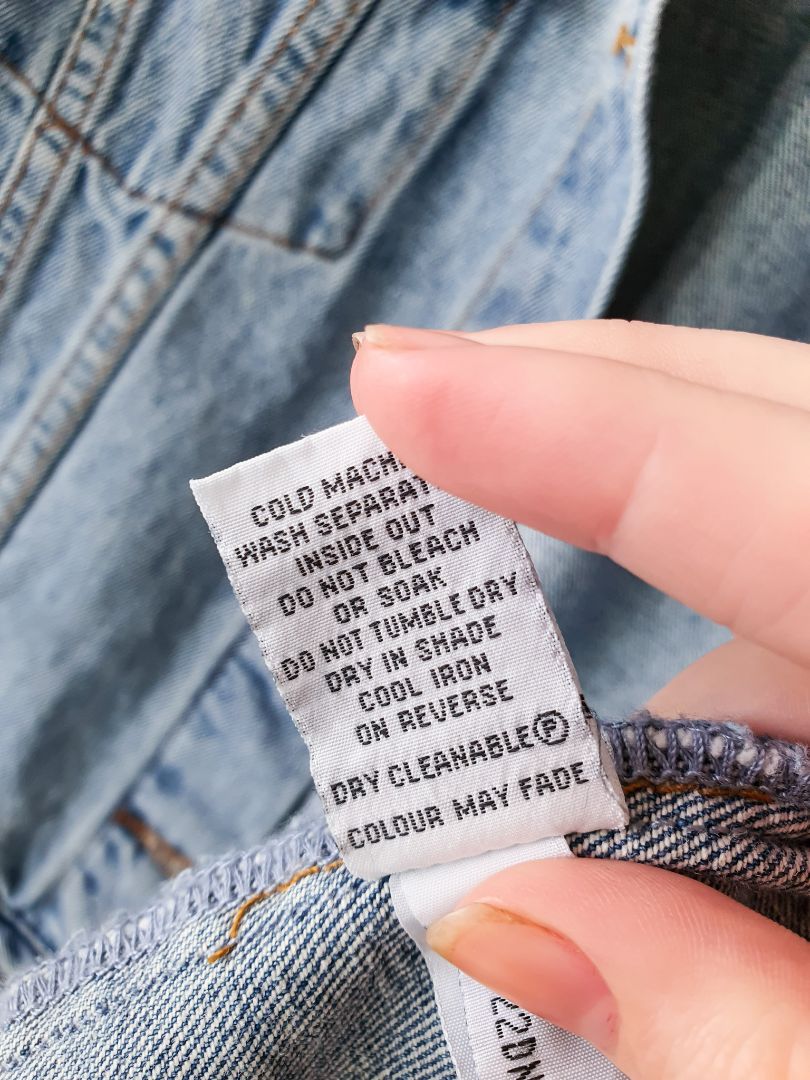 COLD MACH
WASH SEPARAT
INSIDE OUT
DO NOT BLEACH
OR SOAK
DO NOT TUMBLE DRY
DRY IN SHADE
COOL IRON
ON REVERSE
DRY CLEANABLE Ⓟ
COLOUR MAY FADE